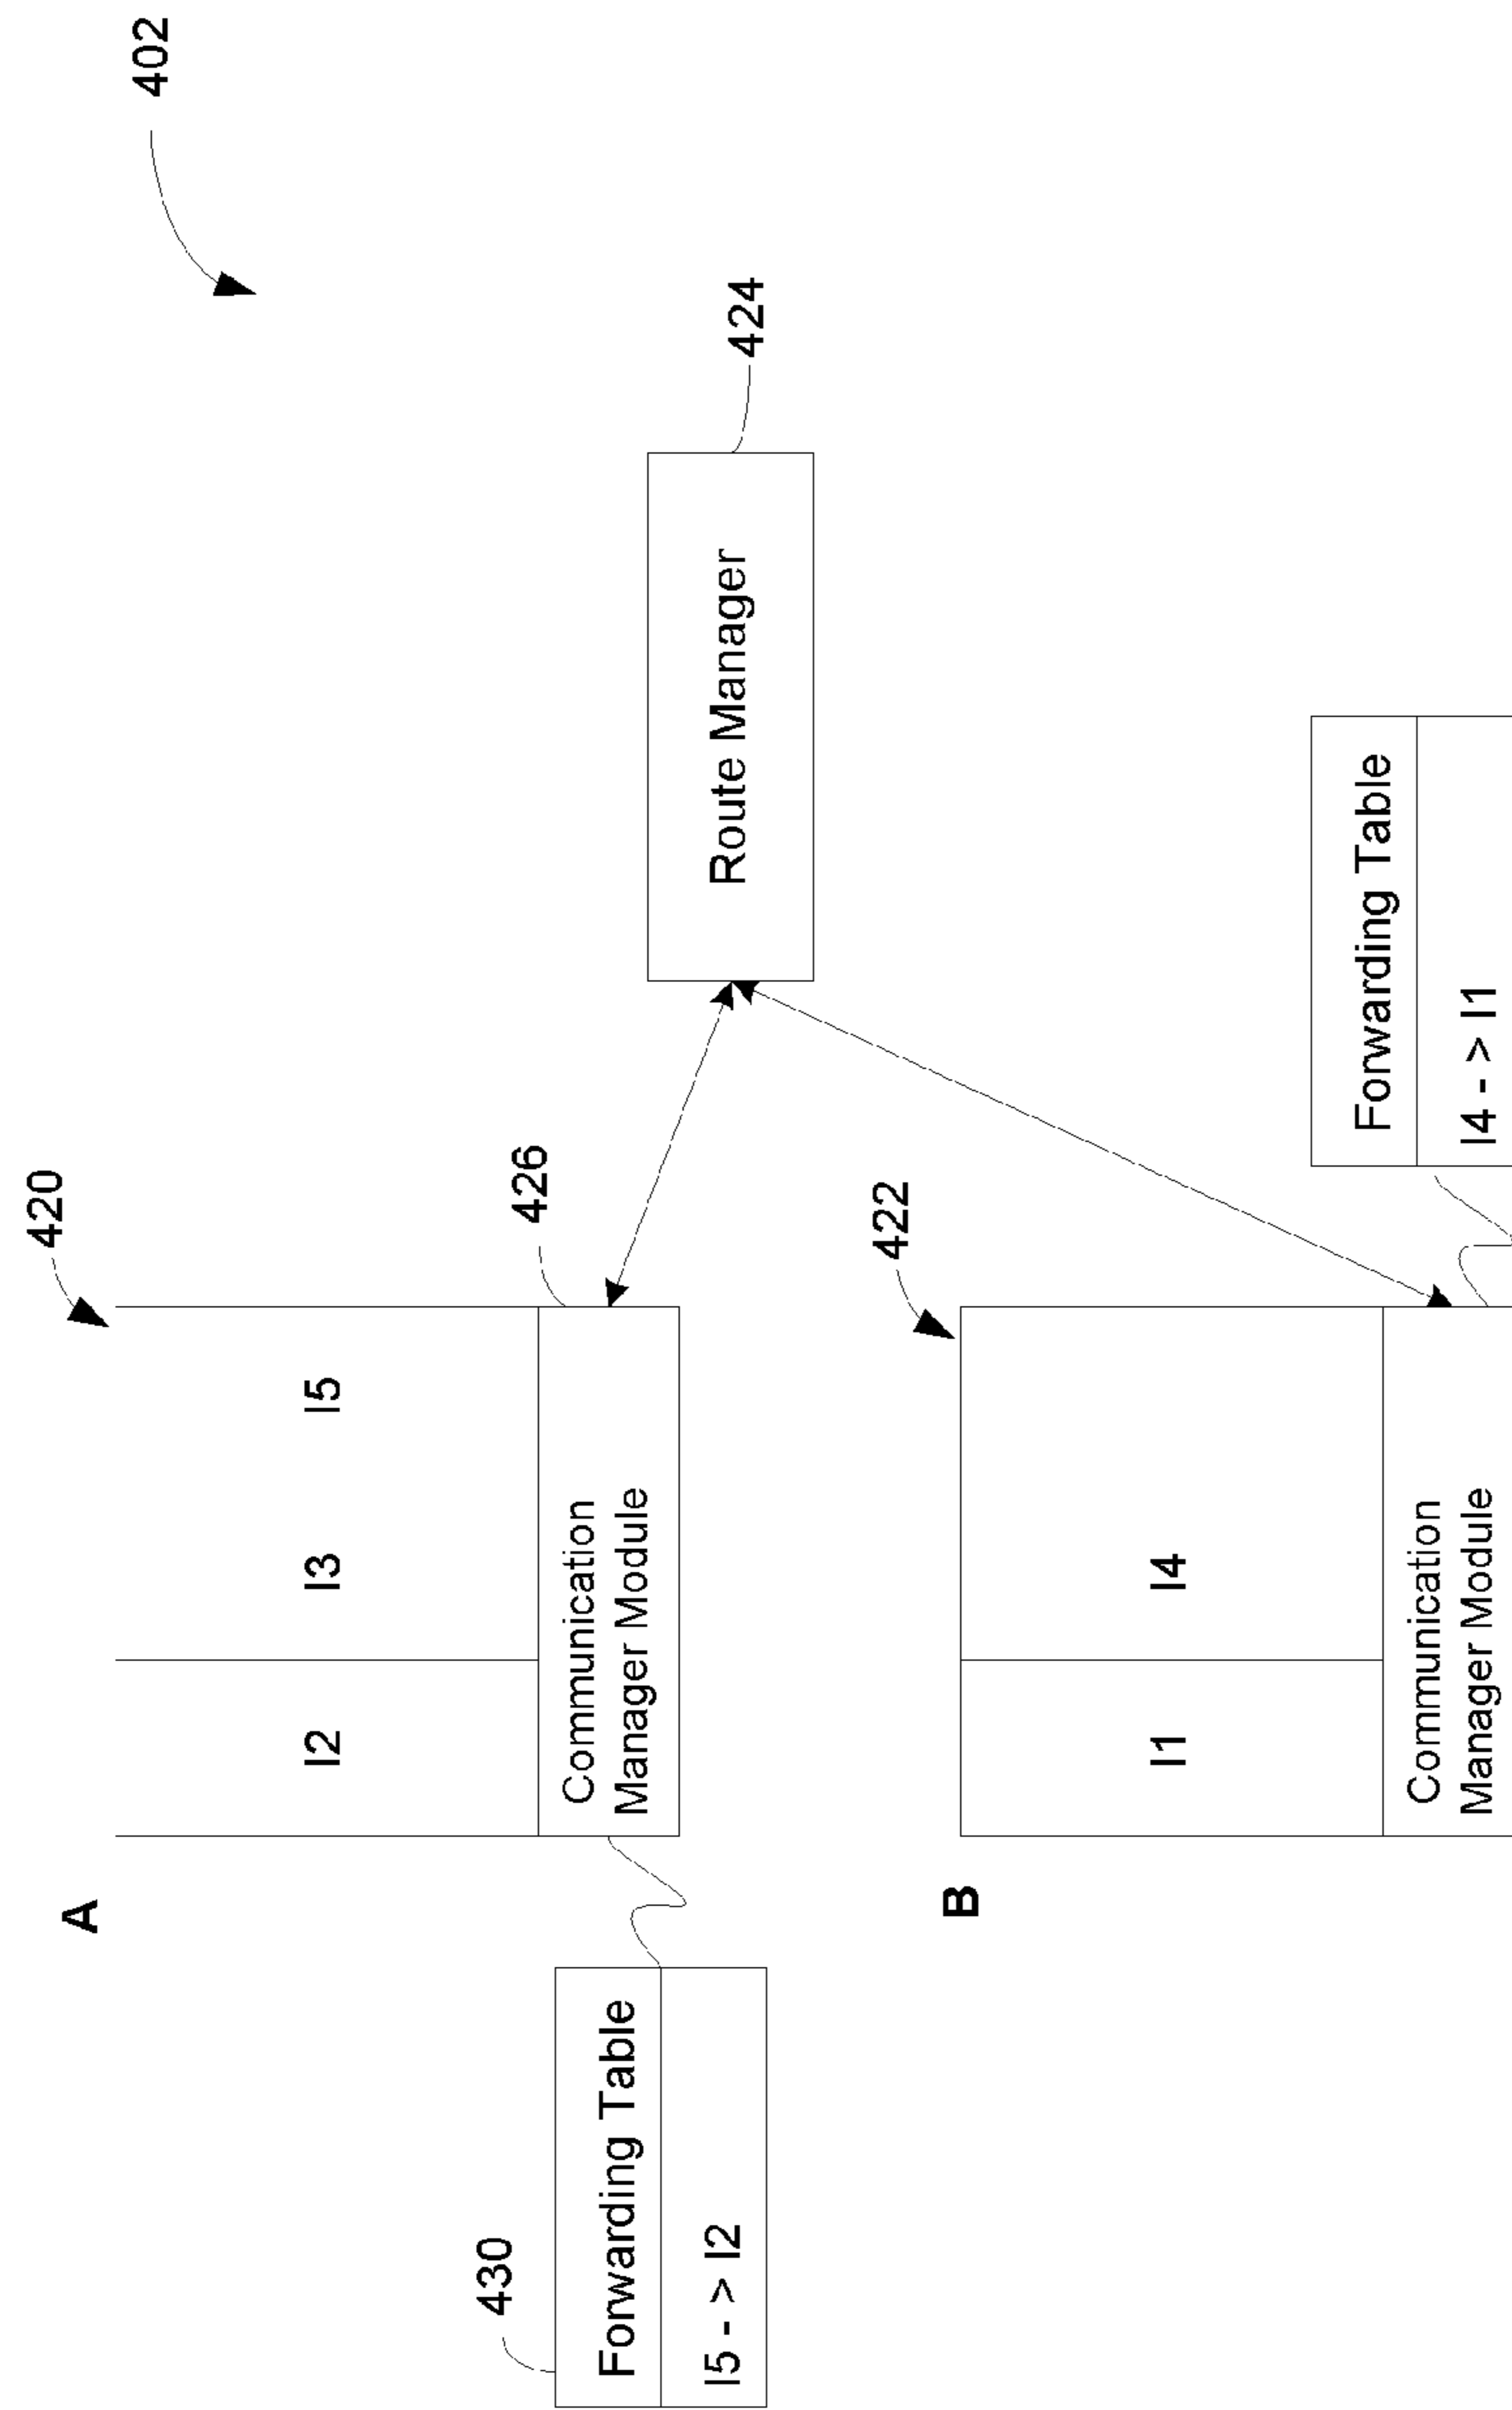 402
A
420
I2
I3
I5
Communication
Manager Module
426
430
Forwarding Table
I5 - > I2
Route Manager
424
B
422
I1
I4
Communication
Manager Module
Forwarding Table
I4 - > I1